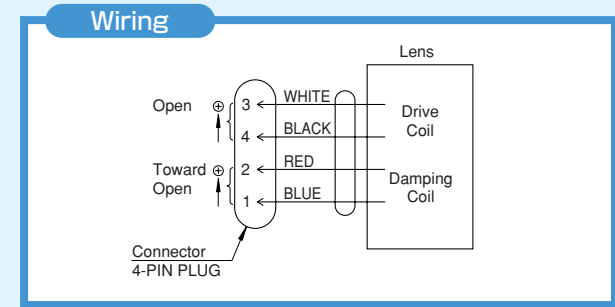 Wiring
Lens
Open ⊕ 3 WHITE
Drive
Coil
4 BLACK
Toward
Open ⊕ 2 RED
Damping
Coil
1 BLUE
Connector
4-PIN PLUG